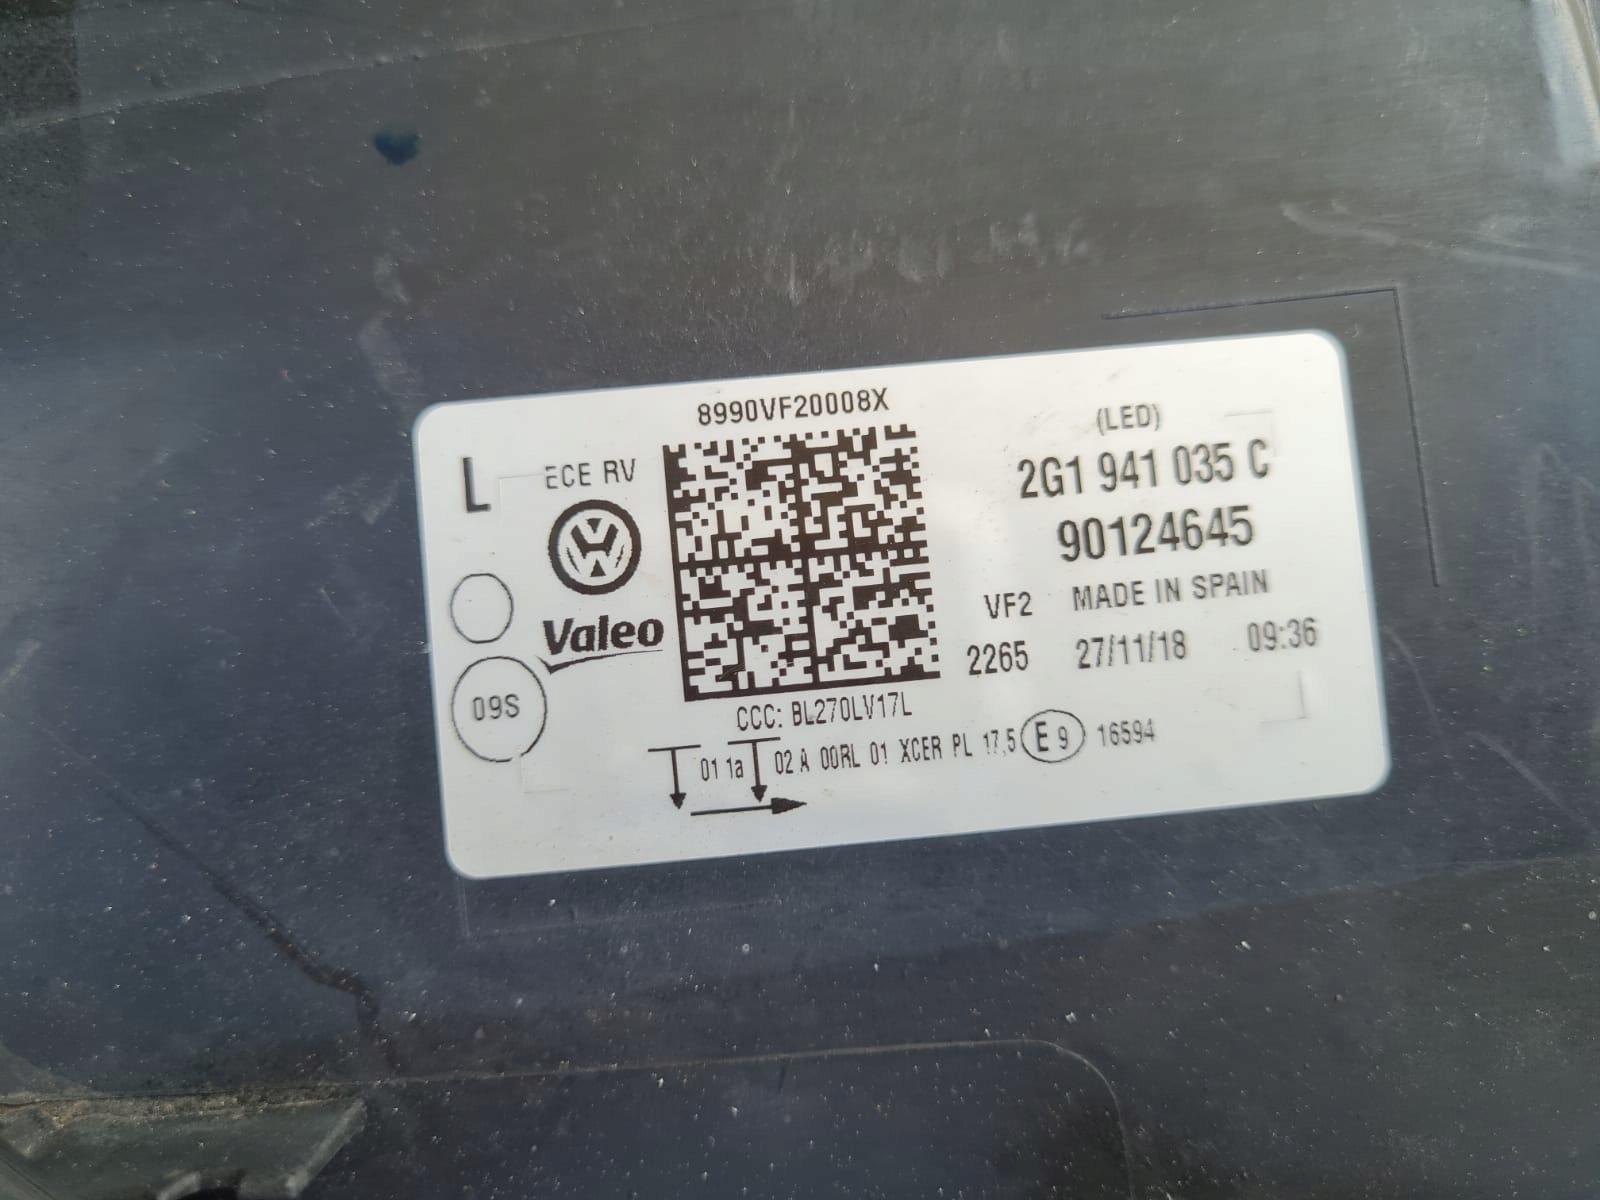 8990VF20008X
L
ECE RV
(LED)
2G1 941 035 C
90124645
VF2 MADE IN SPAIN
Valeo
2265 27/11/18 09:36
09S
CCC: BL270LV17L
01 1a 02 A 00RL 01 XCER PL 17,5 E 9 16594